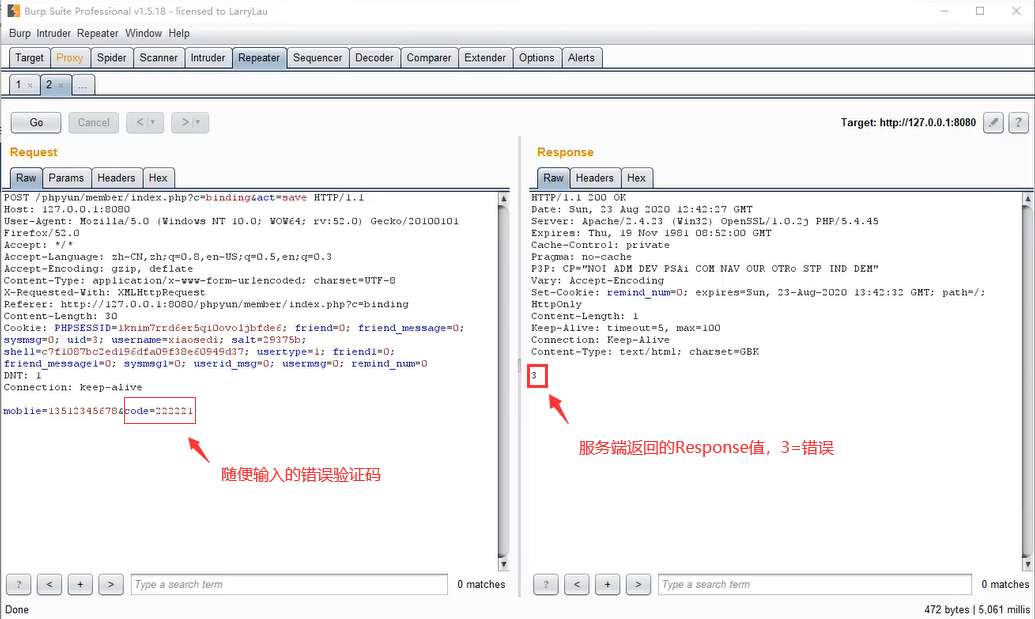 Burp Suite Professional v1.5.18 - licensed to LarryLau
Burp Intruder Repeater Window Help
Target Proxy Spider Scanner Intruder Repeater Sequencer Decoder Comparer Extender Options Alerts
1 × 2 × ...
Go Cancel < > Target: http://127.0.0.1:8080 ?
Request
Raw Params Headers Hex
POST /phpyun/member/index.php?c=binding&act=save HTTP/1.1
Host: 127.0.0.1:8080
User-Agent: Mozilla/5.0 (Windows NT 10.0; WOW64; rv:52.0) Gecko/20100101
Firefox/52.0
Accept: */*
Accept-Language: zh-CN,zh;q=0.8,en-US;q=0.5,en;q=0.3
Accept-Encoding: gzip, deflate
Content-Type: application/x-www-form-urlencoded; charset=UTF-8
X-Requested-With: XMLHttpRequest
Referer: http://127.0.0.1:8080/phpyun/member/index.php?c=binding
Content-Length: 30
Cookie: PHPSESSID=1knim7rrd6er5qi0ovoljbfde6; friend=0; friend_message=0;
sysmsg=0; uid=3; username=xiaosedi; salt=29375b;
shell=c7f1087bc2ed196dfa09f38e60949d37; usertype=1; friend1=0;
friend_message1=0; sysmsg1=0; userid_msg=0; usermsg=0; remind_num=0
DNT: 1
Connection: keep-alive
moblie=13512345678&code=222221
随便输入的错误验证码
? < + > Type a search term 0 matches
Response
Raw Headers Hex
HTTP/1.1 200 OK
Date: Sun, 23 Aug 2020 12:42:27 GMT
Server: Apache/2.4.23 (Win32) OpenSSL/1.0.2j PHP/5.4.45
Expires: Thu, 19 Nov 1981 08:52:00 GMT
Cache-Control: private
Pragma: no-cache
P3P: CP="NOI ADM DEV PSAi COM NAV OUR OTRo STP IND DEM"
Vary: Accept-Encoding
Set-Cookie: remind_num=0; expires=Sun, 23-Aug-2020 13:42:32 GMT; path=/;
HttpOnly
Content-Length: 1
Keep-Alive: timeout=5, max=100
Connection: Keep-Alive
Content-Type: text/html; charset=GBK
3
服务端返回的Response值，3=错误
? < + > Type a search term 0 matches
Done 472 bytes | 5,061 millis